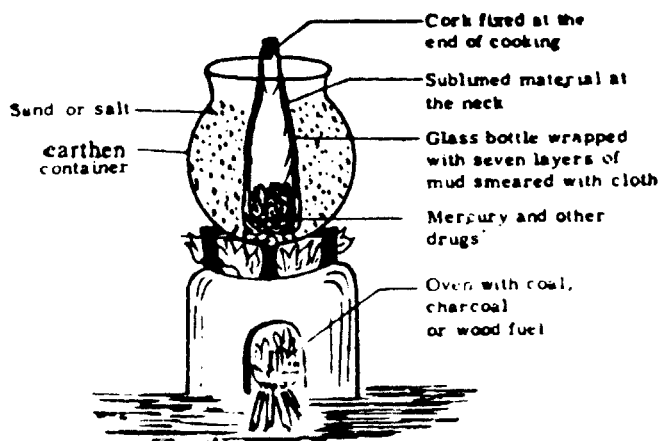 Cork fixed at the
end of cooking
Sublimed material at
the neck
Sand or salt
earthen
container
Glass bottle wrapped
with seven layers of
mud smeared with cloth
Mercury and other
drugs
Oven with coal,
charcoal
or wood fuel